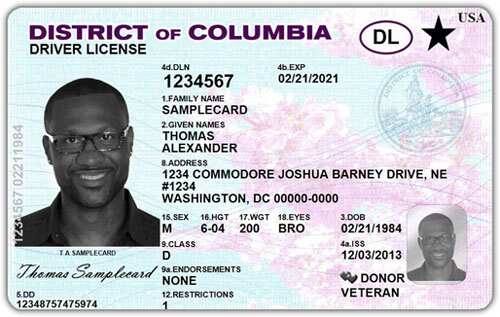 DISTRICT OF COLUMBIA
USA
DRIVER LICENSE
DL
4d.DLN 4b.EXP
1234567 02/21/2021
1.FAMILY NAME
SAMPLECARD
2.GIVEN NAMES
THOMAS
ALEXANDER
8.ADDRESS
1234 COMMODORE JOSHUA BARNEY DRIVE, NE
#1234
WASHINGTON, DC 00000-0000
15.SEX 16.HGT 17.WGT 18.EYES 3.DOB
M 6-04 200 BRO 02/21/1984
9.CLASS 4a.ISS
D 12/03/2013
9a.ENDORSEMENTS
NONE
DONOR
VETERAN
12.RESTRICTIONS
1
1234567 02211984
T A SAMPLECARD
Thomas Samplecard
5.DD
12348757475974